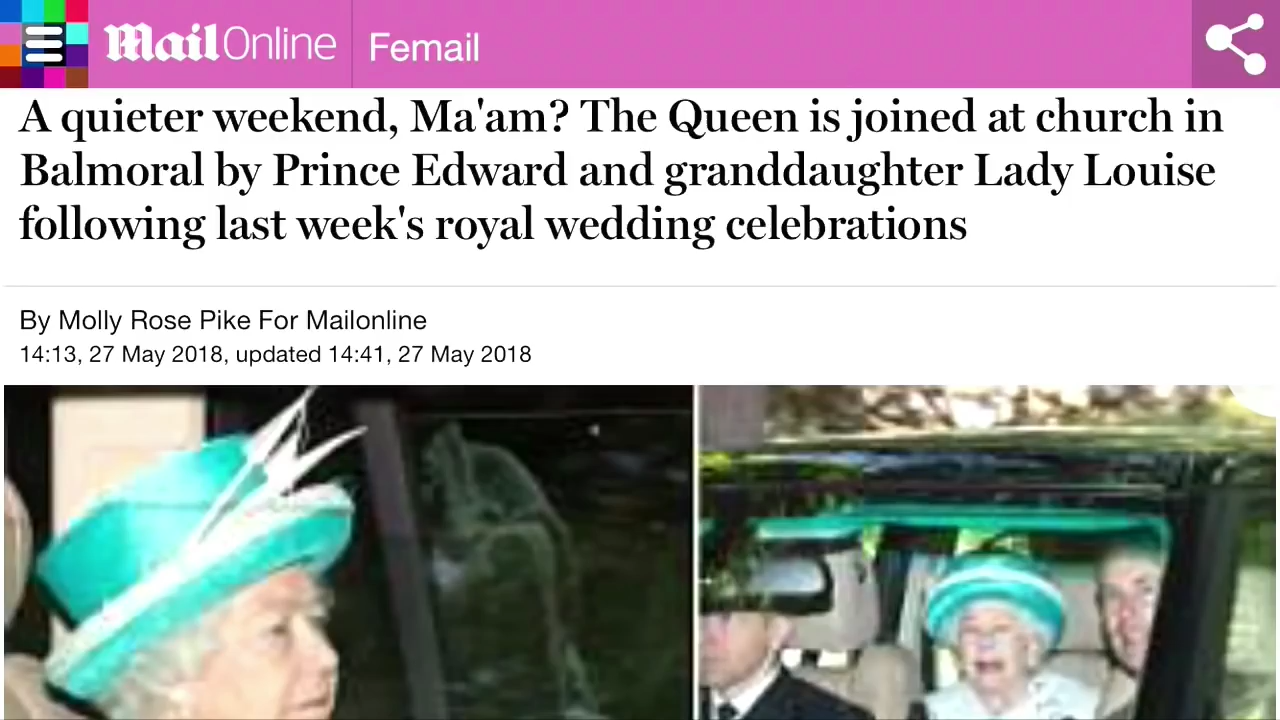 MailOnline Femail
A quieter weekend, Ma'am? The Queen is joined at church in
Balmoral by Prince Edward and granddaughter Lady Louise
following last week's royal wedding celebrations
By Molly Rose Pike For Mailonline
14:13, 27 May 2018, updated 14:41, 27 May 2018